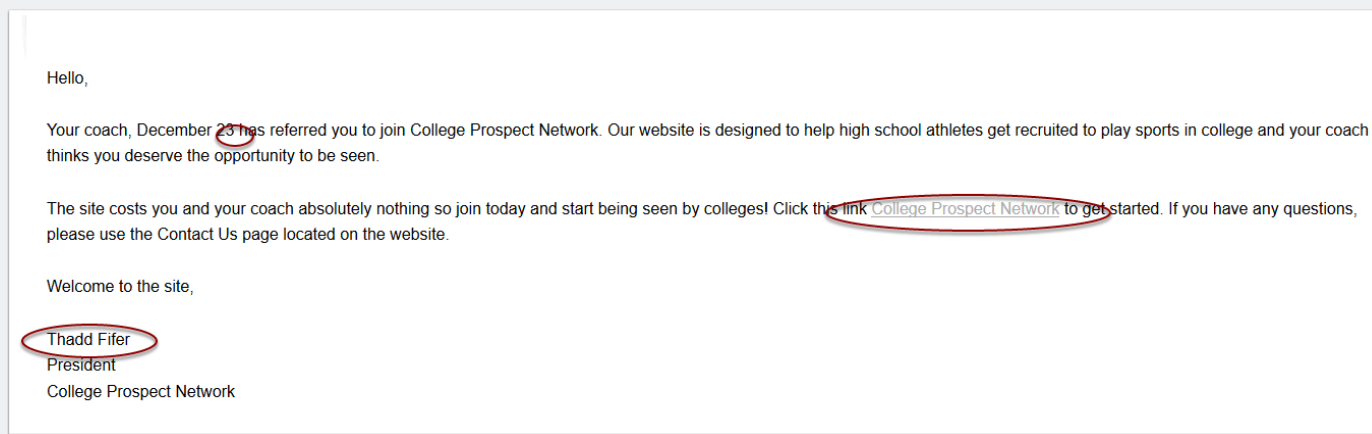 Hello,
Your coach, December 23 has referred you to join College Prospect Network. Our website is designed to help high school athletes get recruited to play sports in college and your coach
thinks you deserve the opportunity to be seen.
The site costs you and your coach absolutely nothing so join today and start being seen by colleges! Click this link College Prospect Network to get started. If you have any questions,
please use the Contact Us page located on the website.
Welcome to the site,
Thadd Fifer
President
College Prospect Network